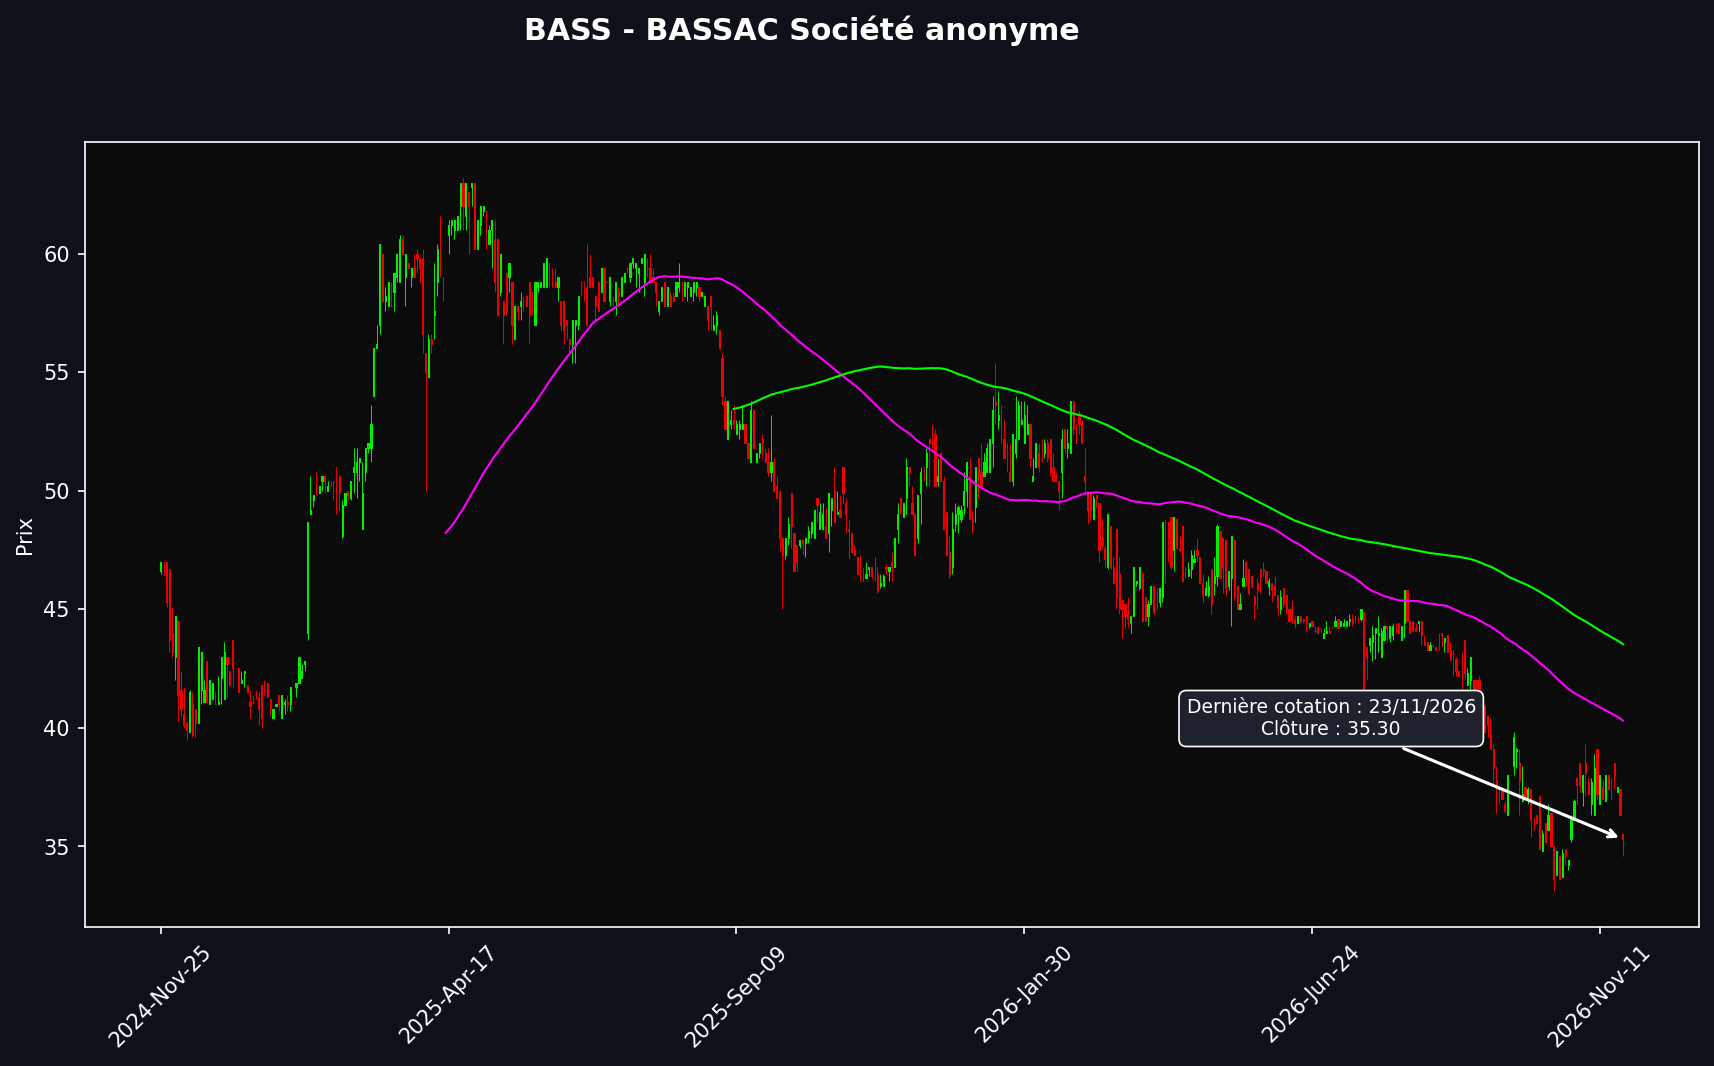 BASS - BASSAC Société anonyme
Prix
60
55
50
45
40
35
Dernière cotation : 23/11/2026
Clôture : 35.30
2024-Nov-25
2025-Apr-17
2025-Sep-09
2026-Jan-30
2026-Jun-24
2026-Nov-11